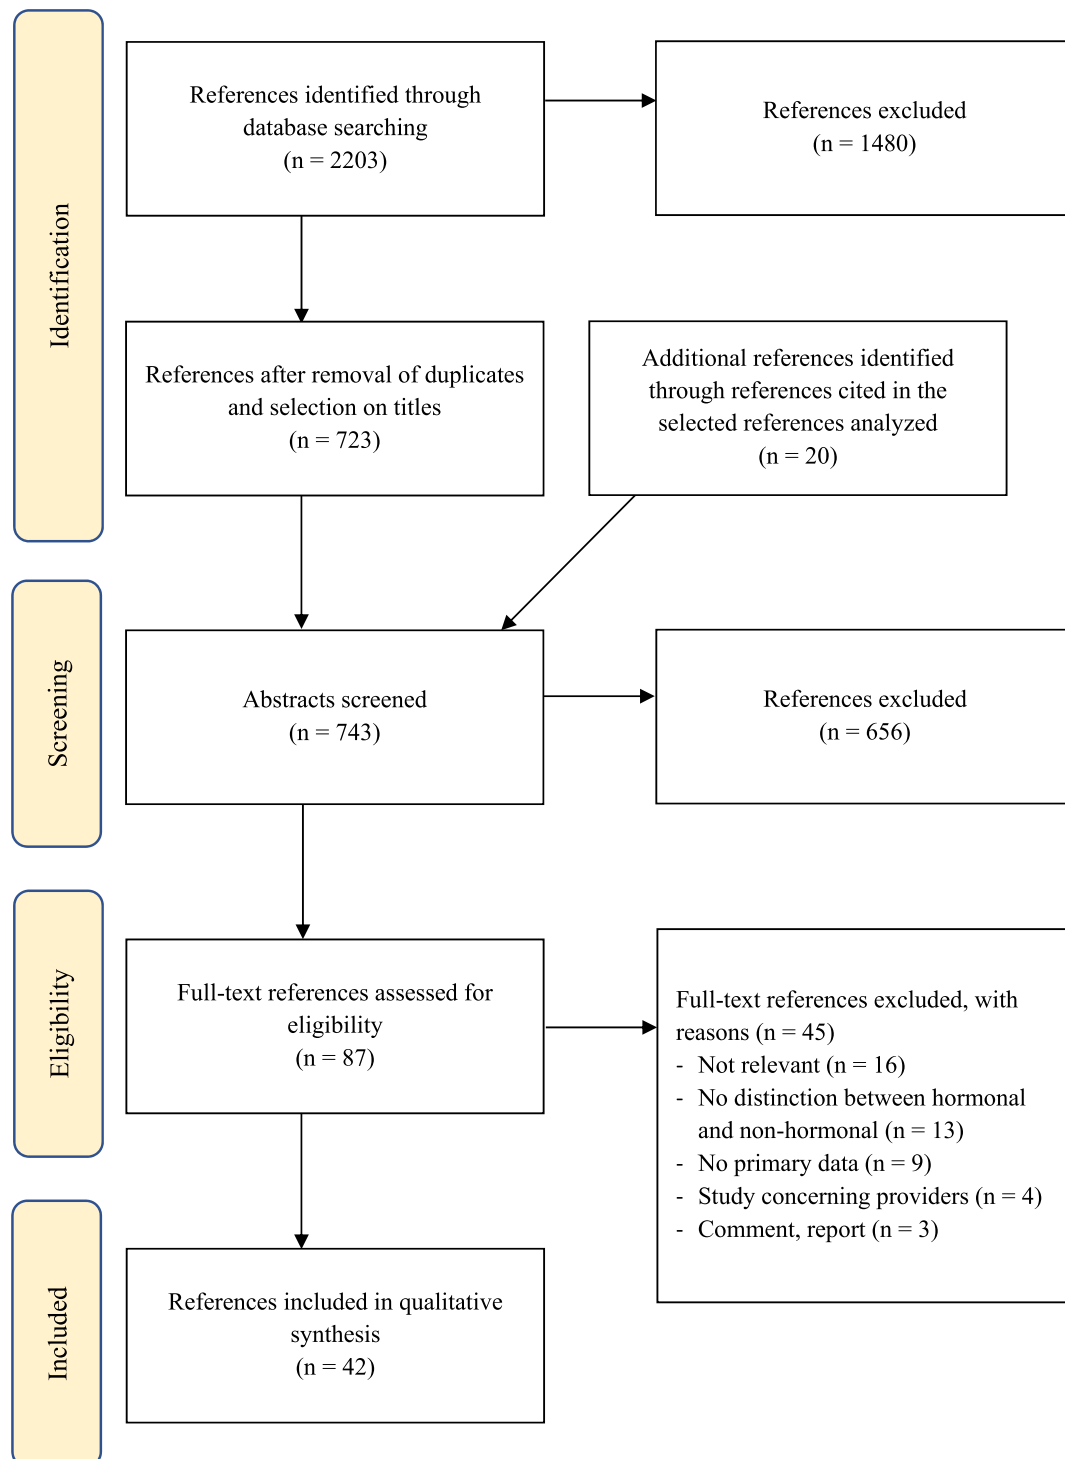 Identification
References identified through
database searching
(n = 2203)
References excluded
(n = 1480)
References after removal of duplicates
and selection on titles
(n = 723)
Additional references identified
through references cited in the
selected references analyzed
(n = 20)
Screening
Abstracts screened
(n = 743)
References excluded
(n = 656)
Eligibility
Full-text references assessed for
eligibility
(n = 87)
Full-text references excluded, with
reasons (n = 45)
- Not relevant (n = 16)
- No distinction between hormonal
and non-hormonal (n = 13)
- No primary data (n = 9)
- Study concerning providers (n = 4)
- Comment, report (n = 3)
Included
References included in qualitative
synthesis
(n = 42)